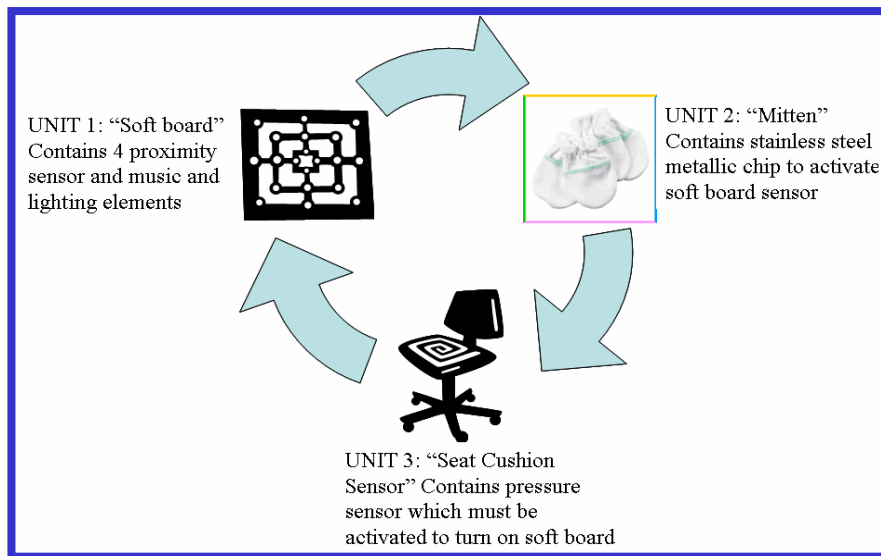 UNIT 1: “Soft board”
Contains 4 proximity
sensor and music and
lighting elements
UNIT 2: “Mitten”
Contains stainless steel
metallic chip to activate
soft board sensor
UNIT 3: “Seat Cushion
Sensor” Contains pressure
sensor which must be
activated to turn on soft board